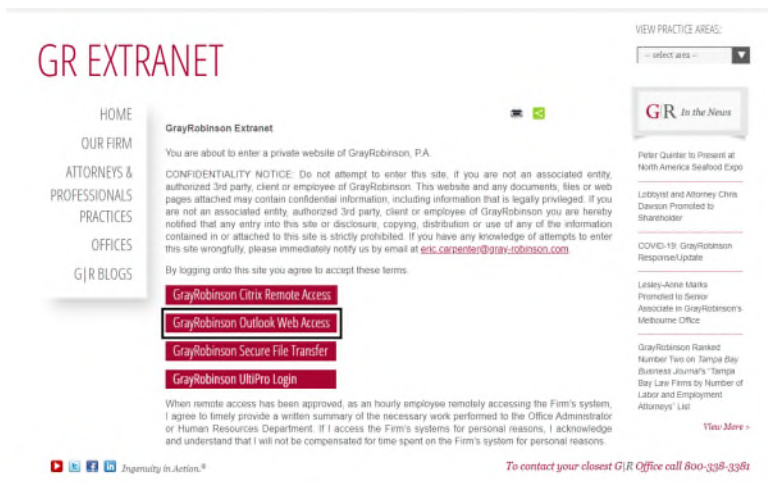 VIEW PRACTICE AREAS:
-- select area --
GR EXTRANET
HOME
OUR FIRM
ATTORNEYS &
PROFESSIONALS
PRACTICES
OFFICES
G|R BLOGS
GrayRobinson Extranet
You are about to enter a private website of GrayRobinson, P.A.
CONFIDENTIALITY NOTICE: Do not attempt to enter this site, if you are not an associated entity,
authorized 3rd party, client or employee of GrayRobinson. This website and any documents, files or web
pages attached may contain confidential information, including information that is legally privileged. If you
are not an associated entity, authorized 3rd party, client or employee of GrayRobinson you are hereby
notified that any entry into this site or disclosure, copying, distribution or use of any of the information
contained in or attached to this site is strictly prohibited. If you have any knowledge of attempts to enter
this site wrongfully, please immediately notify us by email at eric.carpenter@gray-robinson.com.
By logging onto this site you agree to accept these terms.
GrayRobinson Citrix Remote Access
GrayRobinson Outlook Web Access
GrayRobinson Secure File Transfer
GrayRobinson UltiPro Login
When remote access has been approved, as an hourly employee remotely accessing the Firm's system,
I agree to timely provide a written summary of the necessary work performed to the Office Administrator
or Human Resources Department. If I access the Firm's systems for personal reasons, I acknowledge
and understand that I will not be compensated for time spent on the Firm's system for personal reasons.
G|R In the News
Peter Quinter to Present at
North America Seafood Expo
Lobbyist and Attorney Chris
Dawson Promoted to
Shareholder
COVID-19: GrayRobinson
Response/Update
Lesley-Anne Marks
Promoted to Senior
Associate in GrayRobinson's
Melbourne Office
GrayRobinson Ranked
Number Two on Tampa Bay
Business Journal's "Tampa
Bay Law Firms by Number of
Labor and Employment
Attorneys" List
View More >
Ingenuity in Action.®
To contact your closest G|R Office call 800-338-3381